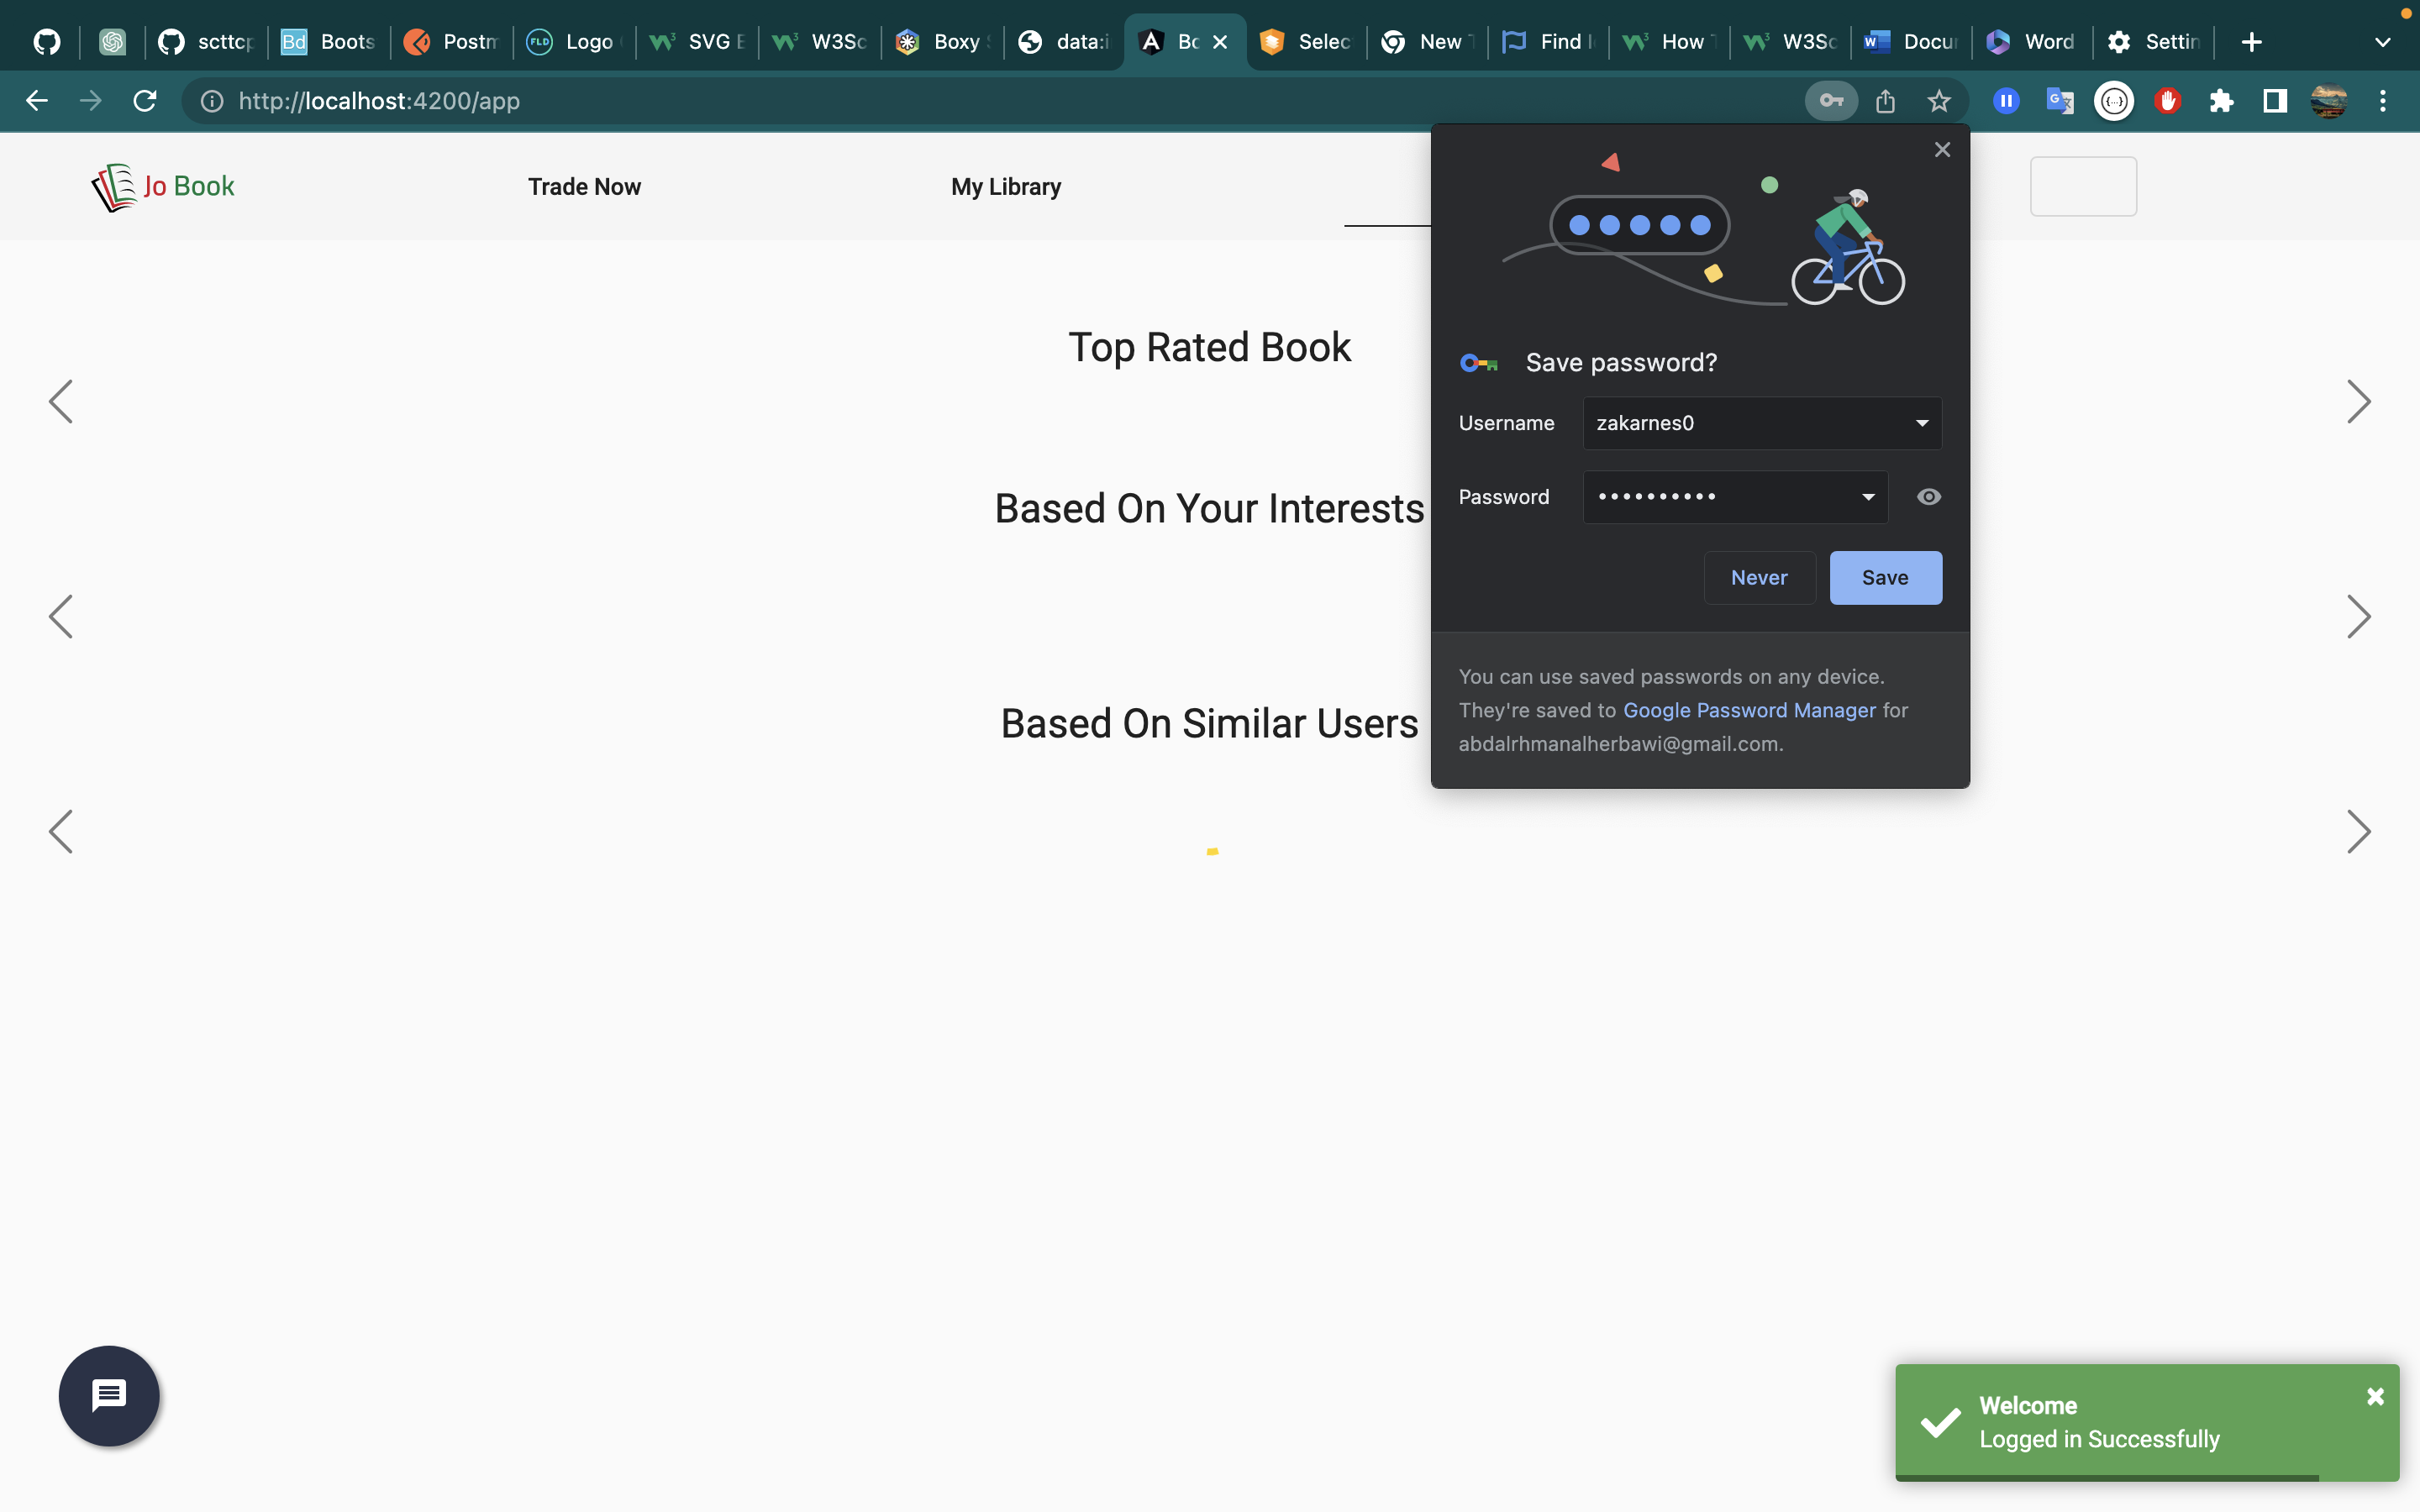 scttcp
Boots
Postm
Logo
SVG E
W3Sc
Boxy
data:i
Bo
Selec
New
Find
How
W3Sc
Docu
Word
Settin
http://localhost:4200/app
Jo Book
Trade Now
My Library
Top Rated Book
Based On Your Interests
Based On Similar Users
Save password?
Username zakarnes0
Password
Never Save
You can use saved passwords on any device.
They're saved to Google Password Manager for
abdalrhmanalherbawi@gmail.com.
Welcome
Logged in Successfully